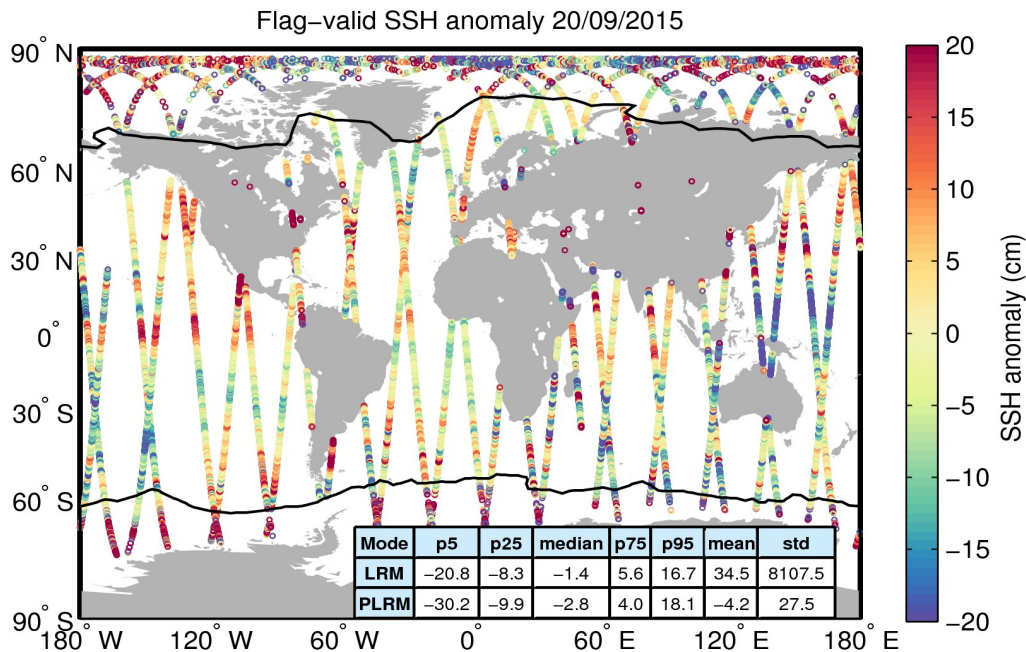 Flag−valid SSH anomaly 20/09/2015
90° N
60° N
30° N
0°
30° S
60° S
90° S
180° W 120° W 60° W 0° 60° E 120° E 180° E
Mode p5 p25 median p75 p95 mean std
LRM −20.8 −8.3 −1.4 5.6 16.7 34.5 8107.5
PLRM −30.2 −9.9 −2.8 4.0 18.1 −4.2 27.5
20
15
10
5
0
−5
−10
−15
−20
SSH anomaly (cm)